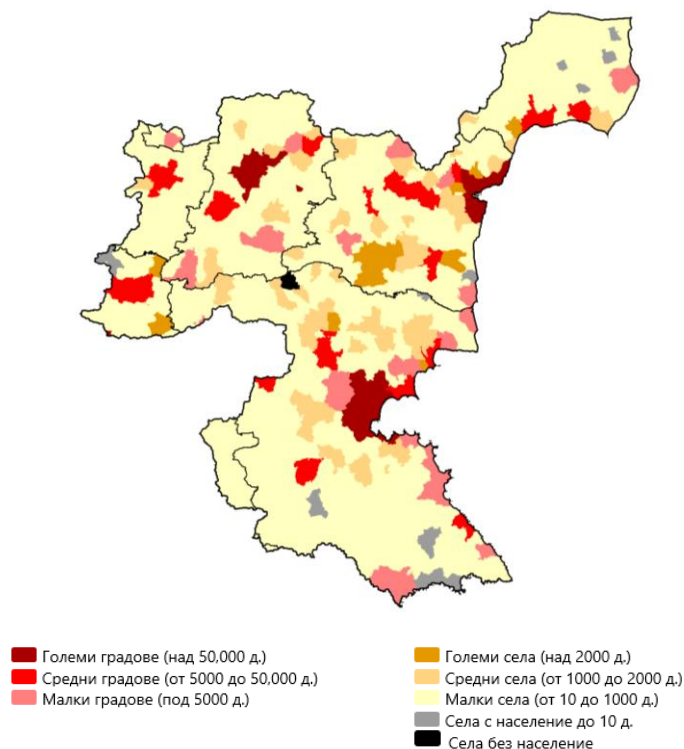 Големи градове (над 50,000 д.)
Средни градове (от 5000 до 50,000 д.)
Малки градове (под 5000 д.)
Големи села (над 2000 д.)
Средни села (от 1000 до 2000 д.)
Малки села (от 10 до 1000 д.)
Села с население до 10 д.
Села без население